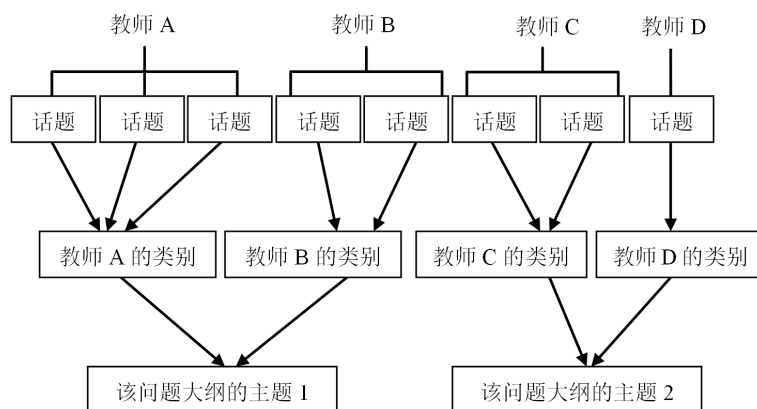 教师 A 教师 B 教师 C 教师 D
话题 话题 话题 话题 话题 话题 话题 话题
教师 A 的类别 教师 B 的类别 教师 C 的类别 教师 D 的类别
该问题大纲的主题 1 该问题大纲的主题 2